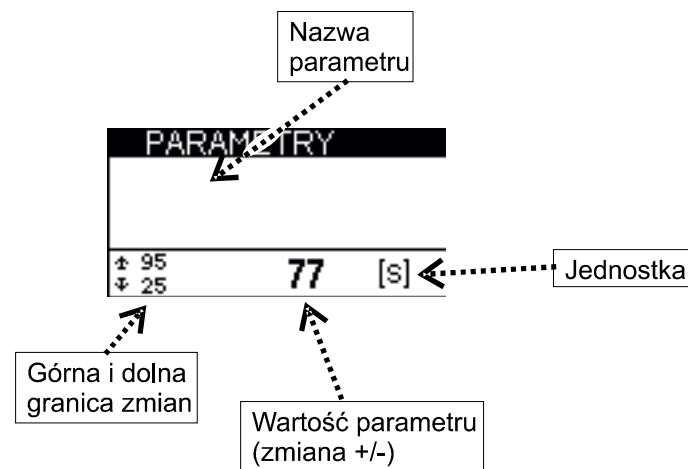 Nazwa
parametru
PARAMETRY
↑ 95
↓ 25
77
[S]
Jednostka
Górna i dolna
granica zmian
Wartość parametru
(zmiana +/-)